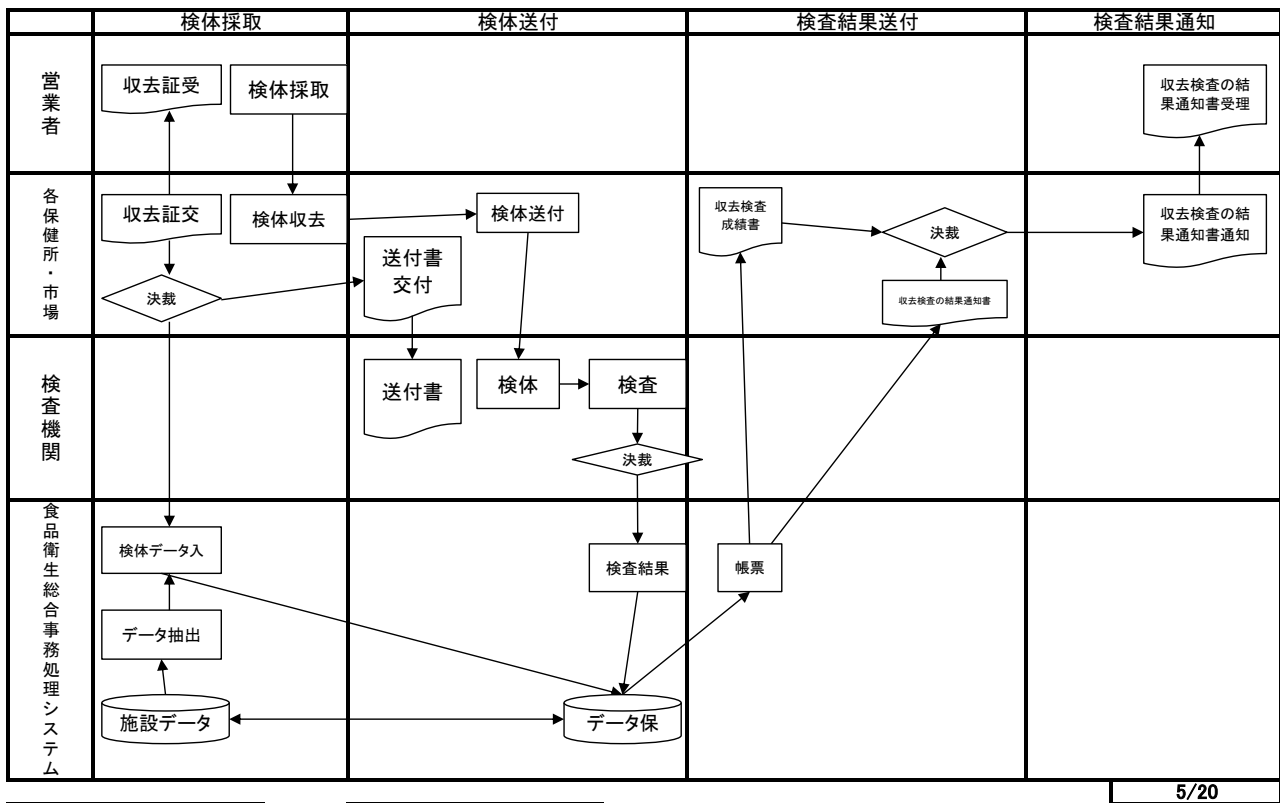 検体採取
検体送付
検査結果送付
検査結果通知
営業者
収去証受
検体採取
収去検査の結
果通知書受理
各保健所・市場
収去証交
検体収去
検体送付
送付書
交付
決裁
収去検査
成績書
決裁
収去検査の結果通知書
収去検査の結
果通知書通知
検査機関
送付書
検体
検査
決裁
食品衛生総合事務処理システム
検体データ入
検査結果
帳票
データ抽出
施設データ
データ保
5/20